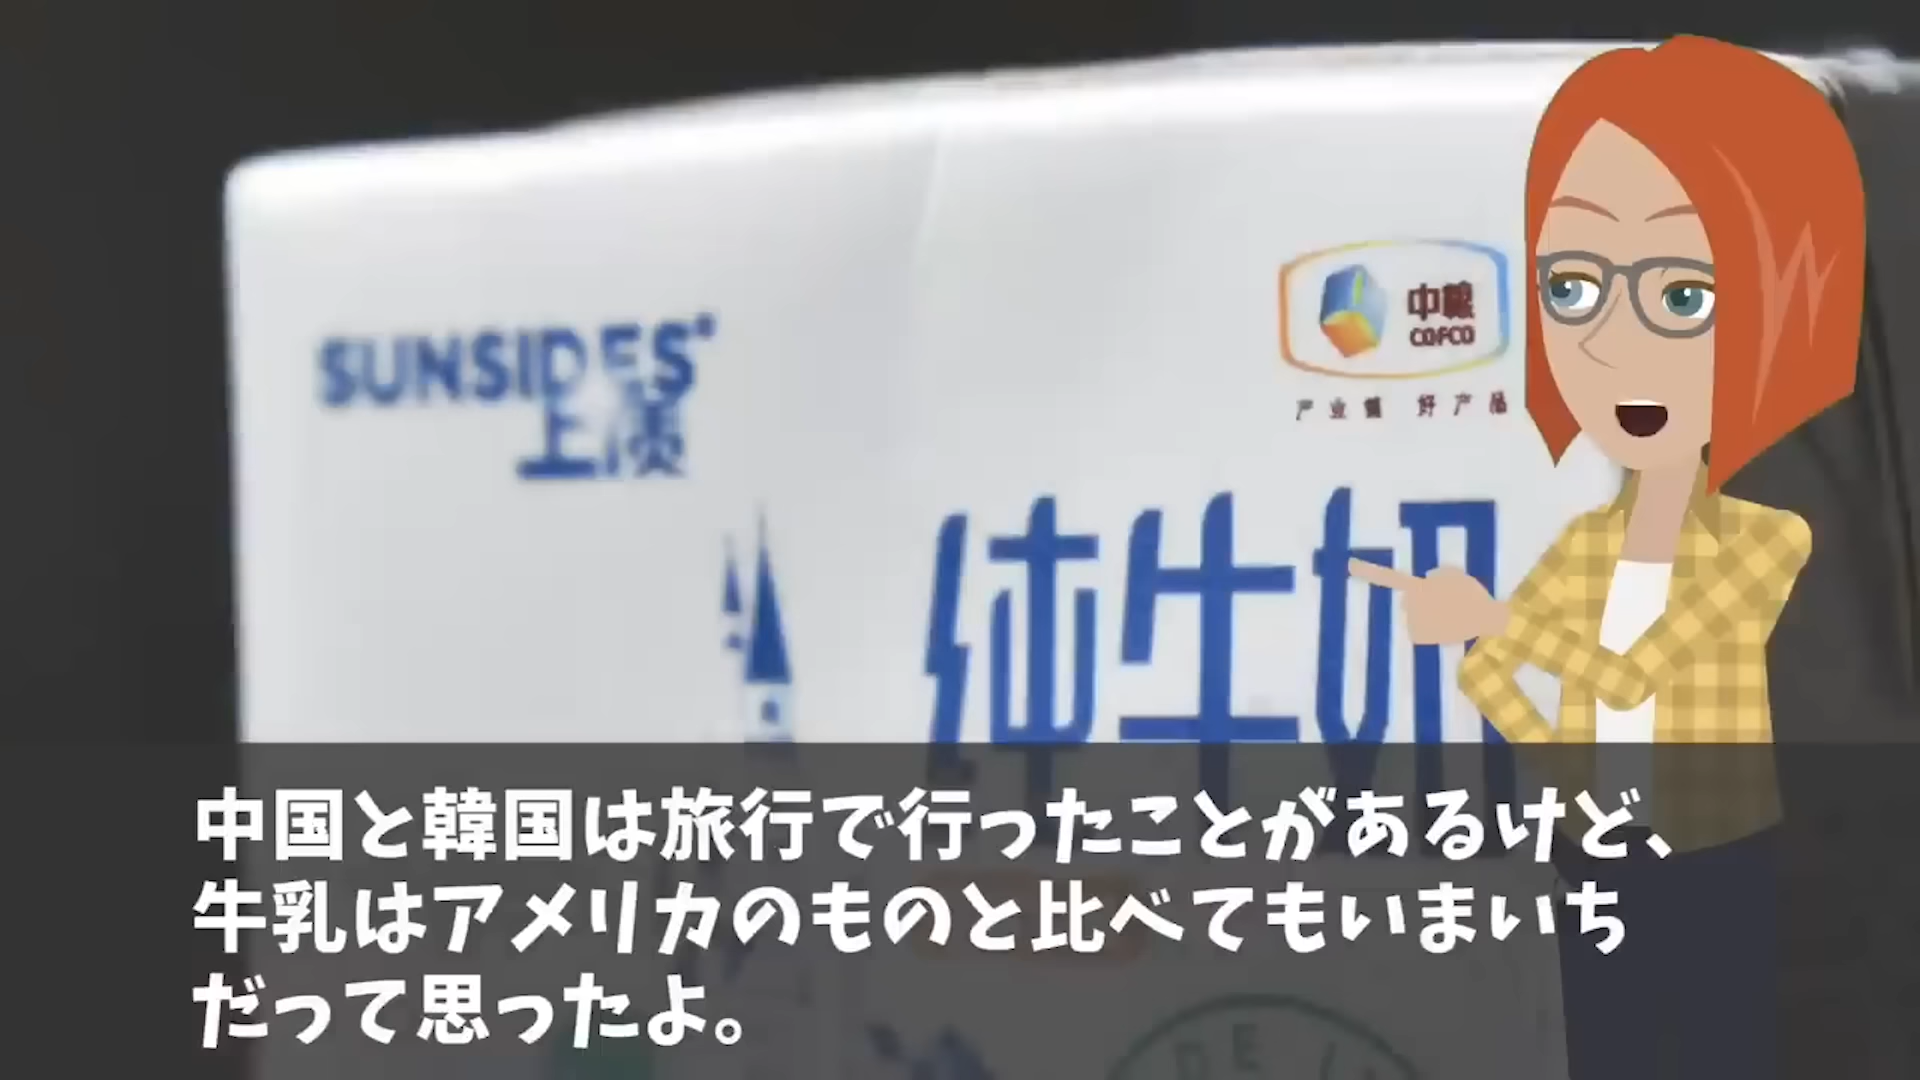 SUNSIDES
中粮
COFCO
产业链 好产品
纯牛奶
中国と韓国は旅行で行ったことがあるけど、
牛乳はアメリカのものと比べてもいまいち
だって思ったよ。
DE L